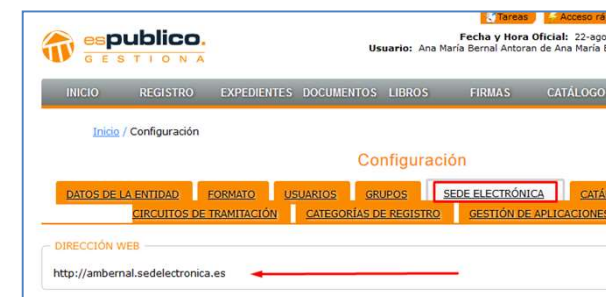 Tareas Acceso rá
espublico.
GESTIONA
Fecha y Hora Oficial: 22-ago
Usuario: Ana María Bernal Antoran de Ana María B
INICIO REGISTRO EXPEDIENTES DOCUMENTOS LIBROS FIRMAS CATÁLOGO
Inicio / Configuración
Configuración
DATOS DE LA ENTIDAD FORMATO USUARIOS GRUPOS SEDE ELECTRÓNICA CATÁ
CIRCUITOS DE TRAMITACIÓN CATEGORÍAS DE REGISTRO GESTIÓN DE APLICACIONES
DIRECCIÓN WEB
http://ambernal.sedelectronica.es